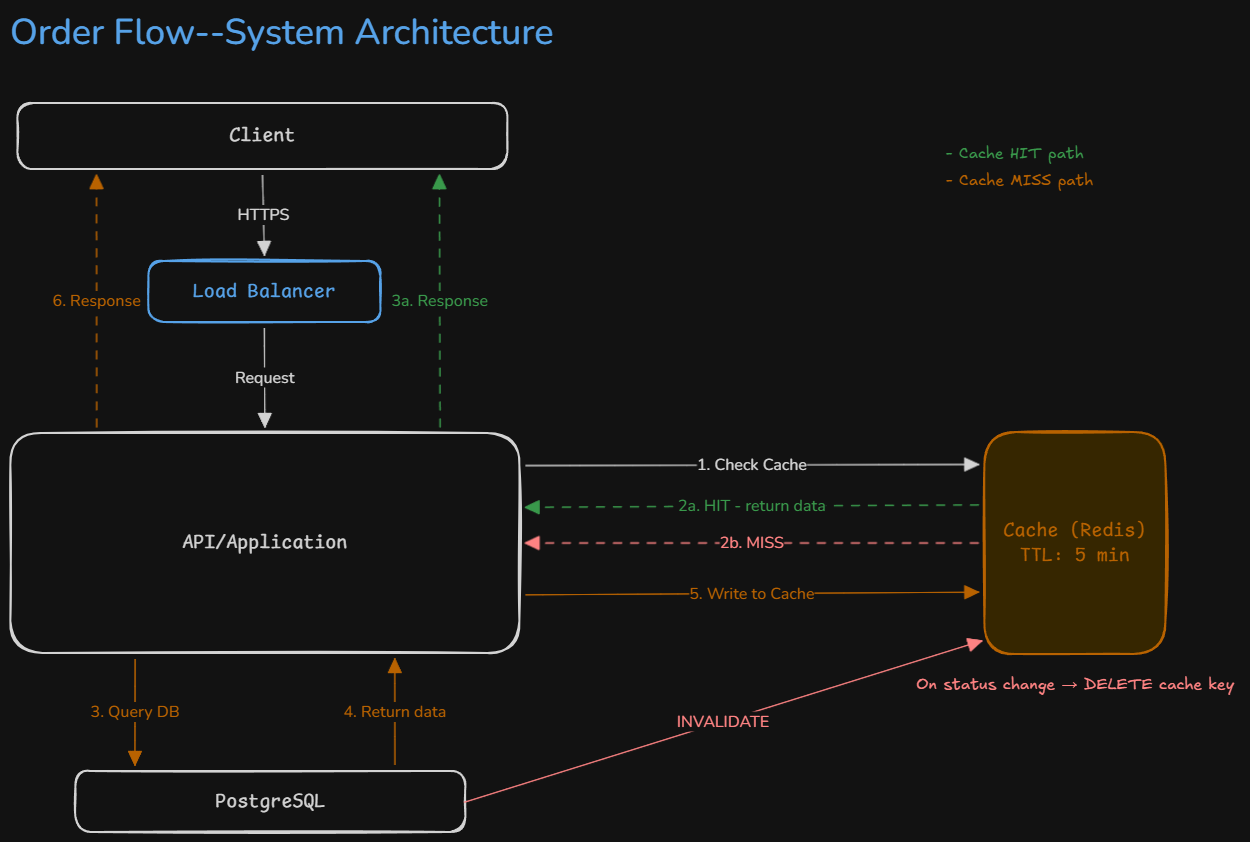 Order Flow--System Architecture
Client
- Cache HIT path
- Cache MISS path
HTTPS
Load Balancer
6. Response
3a. Response
Request
1. Check Cache
2a. HIT - return data
Cache (Redis)
TTL: 5 min
API/Application
2b. MISS
5. Write to Cache
On status change → DELETE cache key
3. Query DB
4. Return data
INVALIDATE
PostgreSQL